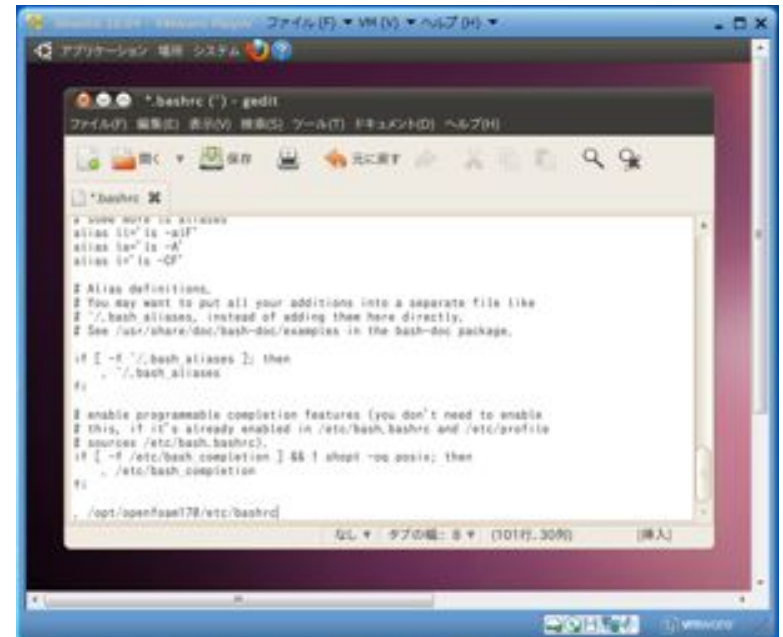 ファイル (F) ▼ VM (V) ▼ ヘルプ (H) ▼
アプリケーション 場所 システム
*.bashrc (~) - gedit
ファイル(F) 編集(E) 表示(V) 検索(S) ツール(T) ドキュメント(D) ヘルプ(H)
開く ▼ 保存 元に戻す
*.bashrc
# some more ls aliases
alias ll='ls -alF'
alias la='ls -A'
alias l='ls -CF'
# Alias definitions.
# You may want to put all your additions into a separate file like
# ~/.bash_aliases, instead of adding them here directly.
# See /usr/share/doc/bash-doc/examples in the bash-doc package.
if [ -f ~/.bash_aliases ]; then
. ~/.bash_aliases
fi
# enable programmable completion features (you don't need to enable
# this, if it's already enabled in /etc/bash.bashrc and /etc/profile
# sources /etc/bash.bashrc).
if [ -f /etc/bash_completion ] && ! shopt -oq posix; then
. /etc/bash_completion
fi
. /opt/openfoam170/etc/bashrc
なし ▼ タブの幅: 8 ▼ (101行, 30列) [挿入]
vmware